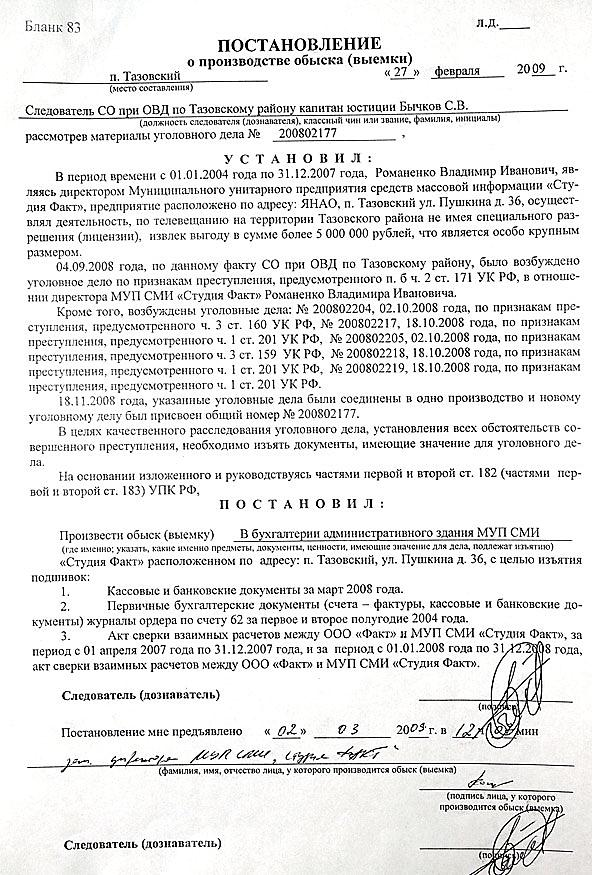 Бланк 83
Л.Д.____
ПОСТАНОВЛЕНИЕ
о производстве обыска (выемки)
п. Тазовский « 27 » февраля 2009 г.
(место составления)
Следователь СО при ОВД по Тазовскому району капитан юстиции Бычков С.В.
(должность следователя (дознавателя), классный чин или звание, фамилия, инициалы)
рассмотрев материалы уголовного дела № 200802177 ,
УСТАНОВИЛ:
В период времени с 01.01.2004 года по 31.12.2007 года, Романенко Владимир Иванович, яв-
ляясь директором Муниципального унитарного предприятия средств массовой информации «Сту-
дия Факт», предприятие расположено по адресу: ЯНАО, п. Тазовский ул. Пушкина д. 36, осущест-
влял деятельность, по телевещанию на территории Тазовского района не имея специального раз-
решения (лицензии), извлек выгоду в сумме более 5 000 000 рублей, что является особо крупным
размером.
04.09.2008 года, по данному факту СО при ОВД по Тазовскому району, было возбуждено
уголовное дело по признакам преступления, предусмотренного п. б ч. 2 ст. 171 УК РФ, в отноше-
нии директора МУП СМИ «Студия Факт» Романенко Владимира Ивановича.
Кроме того, возбуждены уголовные дела: № 200802204, 02.10.2008 года, по признакам пре-
ступления, предусмотренного ч. 3 ст. 160 УК РФ, № 200802217, 18.10.2008 года, по признакам
преступления, предусмотренного ч. 1 ст. 201 УК РФ, № 200802205, 02.10.2008 года, по признакам
преступления, предусмотренного ч. 3 ст. 159 УК РФ, № 200802218, 18.10.2008 года, по признакам
преступления, предусмотренного ч. 1 ст. 201 УК РФ, № 200802219, 18.10.2008 года, по признакам
преступления, предусмотренного ч. 1 ст. 201 УК РФ.
18.11.2008 года, указанные уголовные дела были соединены в одно производство и новому
уголовному делу был присвоен общий номер № 200802177.
В целях качественного расследования уголовного дела, установления всех обстоятельств со-
вершенного преступления, необходимо изъять документы, имеющие значение для уголовного де-
ла.
На основании изложенного и руководствуясь частями первой и второй ст. 182 (частями пер-
вой и второй ст. 183) УПК РФ,
ПОСТАНОВИЛ:
Произвести обыск (выемку) В бухгалтерии административного здания МУП СМИ
(где именно; указать, какие именно предметы, документы, ценности, имеющие значение для дела, подлежат изъятию)
«Студия Факт» расположенном по адресу: п. Тазовский, ул. Пушкина д. 36, с целью изъятия
подшивок:
1. Кассовые и банковские документы за март 2008 года.
2. Первичные бухгалтерские документы (счета – фактуры, кассовые и банковские до-
кументы) журналы ордера по счету 62 за первое и второе полугодие 2004 года.
3. Акт сверки взаимных расчетов между ООО «Факт» и МУП СМИ «Студия Факт», за
период с 01 апреля 2007 года по 31.12.2007 года, и за период с 01.01.2008 года по 31.12.2008 года,
акт сверки взаимных расчетов между ООО «Факт» и МУП СМИ «Студия Факт».
Следователь (дознаватель)
(подпись)
Постановление мне предъявлено « 02 » 03 2009 г. в 12 ч мин
зам. директора МУП СМИ "Студия Факт"
(фамилия, имя, отчество лица, у которого производится обыск (выемка)
(подпись лица, у которого
производится обыск (выемка)
Следователь (дознаватель)
(подпись)